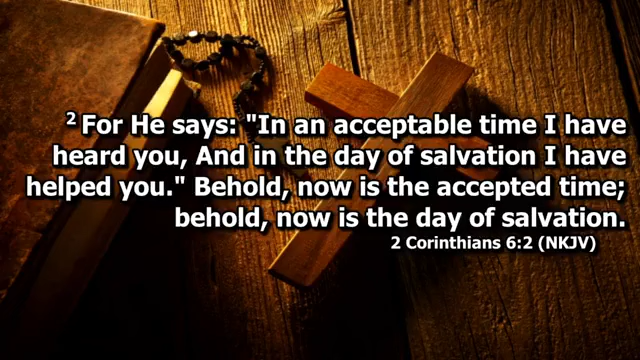 2 For He says: "In an acceptable time I have
heard you, And in the day of salvation I have
helped you." Behold, now is the accepted time;
behold, now is the day of salvation.
2 Corinthians 6:2 (NKJV)